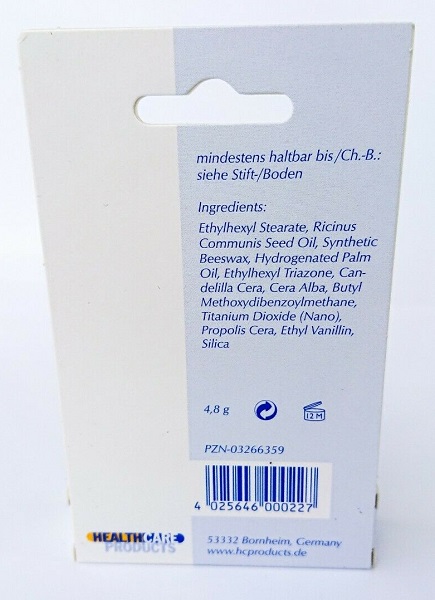 mindestens haltbar bis/Ch.-B.:
siehe Stift-/Boden
Ingredients:
Ethylhexyl Stearate, Ricinus
Communis Seed Oil, Synthetic
Beeswax, Hydrogenated Palm
Oil, Ethylhexyl Triazone, Can-
delilla Cera, Cera Alba, Butyl
Methoxydibenzoylmethane,
Titanium Dioxide (Nano),
Propolis Cera, Ethyl Vanillin,
Silica
4,8 g
12 M
PZN-03266359
4 025646 000227
HEALTHCARE
PRODUCTS
53332 Bornheim, Germany
www.hcproducts.de